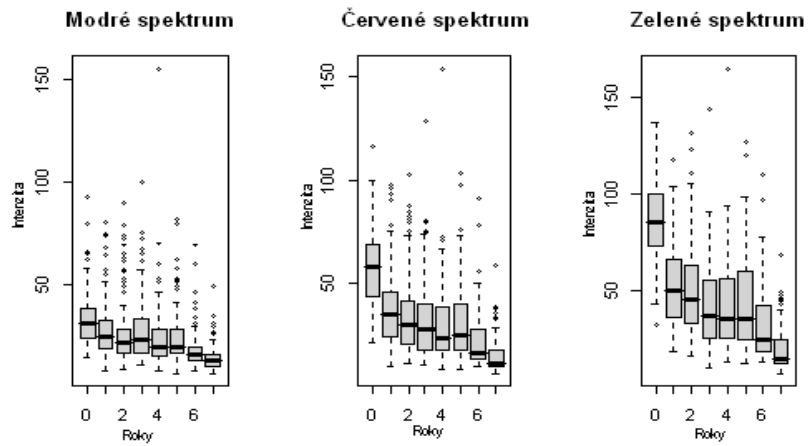 Modré spektrum
Intenzita
150
100
50
0 2 4 6
Roky
Červené spektrum
Intenzita
150
100
50
0 2 4 6
Roky
Zelené spektrum
Intenzita
150
100
50
0 2 4 6
Roky